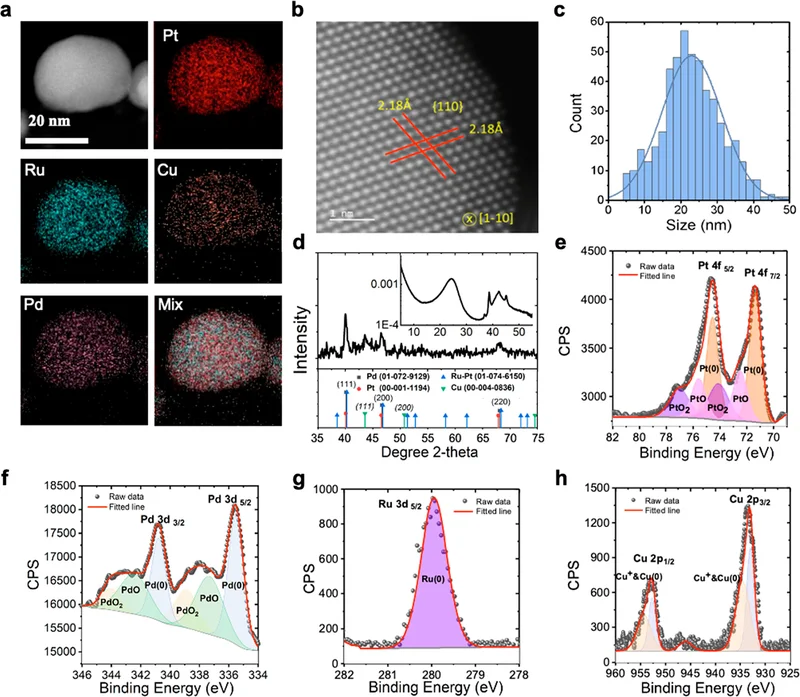 a
Pt
20 nm
Ru
Cu
Pd
Mix
b
2.18Å
(110)
2.18Å
1 nm
[1-10]
c
60
50
40
30
20
10
0
Count
0 10 20 30 40 50
Size (nm)
d
0.001
1E-4
10 20 30 40 50
Intensity
Pd (01-072-9129)
Ru-Pt (01-074-6150)
Pt (00-001-1194)
Cu (00-004-0836)
(111)
(111)
(200)
(200)
(220)
35 40 45 50 55 60 65 70 75
Degree 2-theta
e
4500
4000
3500
3000
CPS
Raw data
Fitted line
Pt 4f 5/2
Pt 4f 7/2
Pt(0)
Pt(0)
PtO
PtO
PtO2
PtO2
82 80 78 76 74 72 70
Binding Energy (eV)
f
18500
18000
17500
17000
16500
16000
15500
15000
CPS
Raw data
Fitted line
Pd 3d 3/2
Pd 3d 5/2
PdO
Pd(0)
PdO
Pd(0)
PdO2
PdO2
346 344 342 340 338 336 334
Binding Energy (eV)
g
1000
800
600
400
200
0
CPS
Ru 3d 5/2
Raw data
Fitted line
Ru(0)
282 281 280 279 278
Binding Energy (eV)
h
1500
1200
900
600
300
0
CPS
Raw data
Fitted line
Cu 2p3/2
Cu 2p1/2
Cu+&Cu(0)
Cu+&Cu(0)
960 955 950 945 940 935 930 925
Binding Energy (eV)